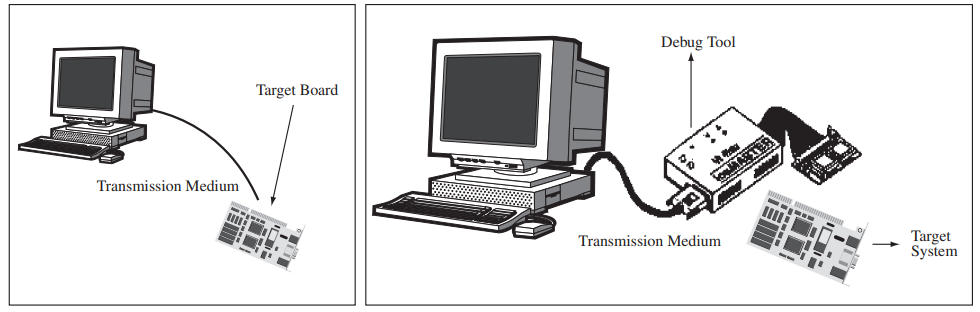 Target Board
Transmission Medium
Debug Tool
Transmission Medium
Target
System